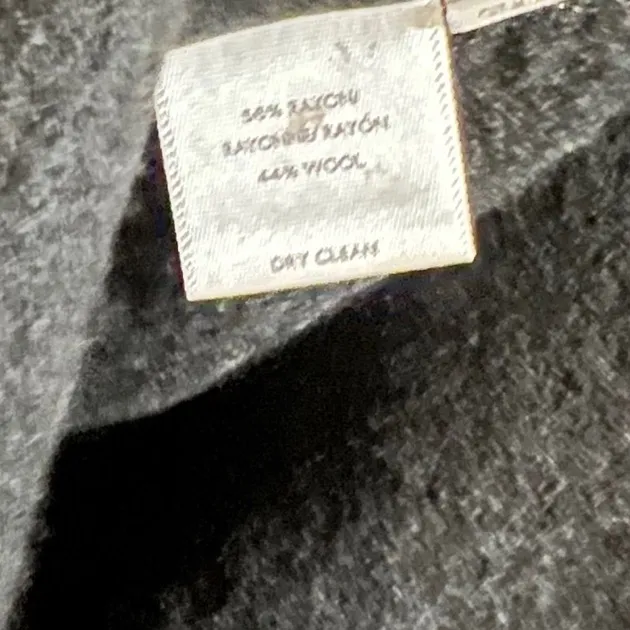 56% RAYON
RAYONNE/ RAYÓN
44% WOOL
DRY CLEAN